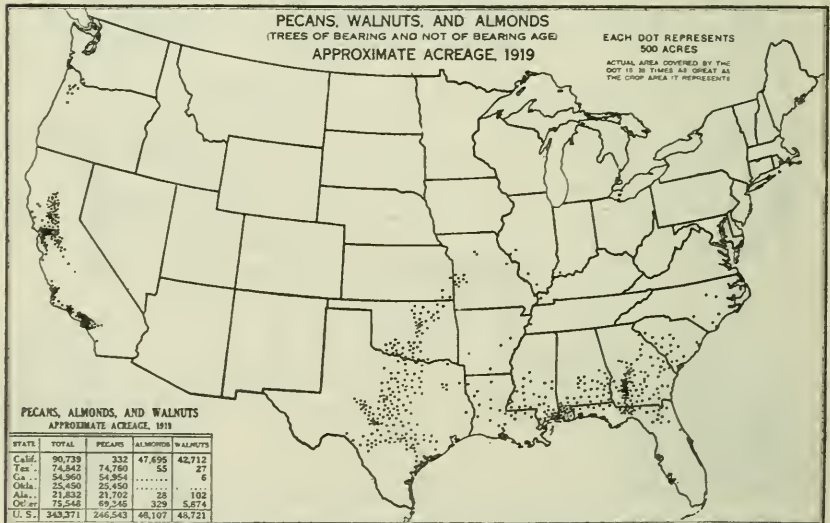 PECANS, WALNUTS, AND ALMONDS
(TREES OF BEARING AND NOT OF BEARING AGE)
APPROXIMATE ACREAGE, 1919
EACH DOT REPRESENTS
500 ACRES
ACTUAL AREA COVERED BY THE
DOT IS TIMES AS GREAT AS
THE CROP AREA IT REPRESENTS
PECANS, ALMONDS, AND WALNUTS
APPROXIMATE ACREAGE, 1919
STATE TOTAL PECANS ALMONDS WALNUTS
Calif. 90,739 332 47,695 42,712
Tex. . 74,842 74,760 55 27
Ga . . 54,960 54,954 ........ 6
Okla. 25,450 25,450 ........ ........
Ala. . 21,832 21,702 28 102
Other 75,548 69,345 329 5,874
U. S. 343,371 246,543 48,107 48,721